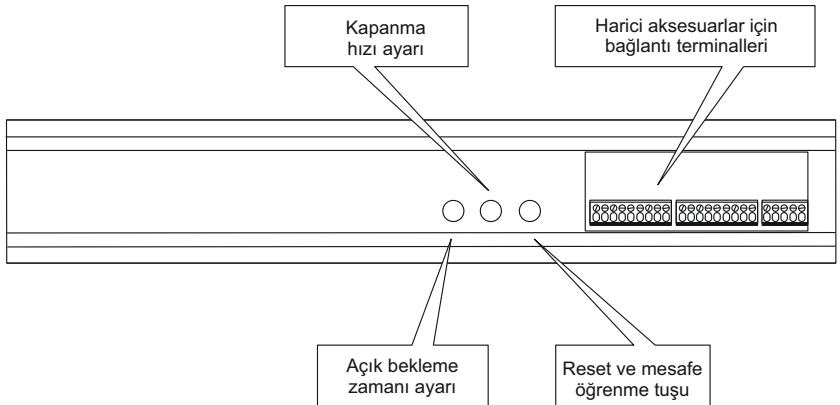 Kapanma
hızı ayarı
Harici aksesuarlar için
bağlantı terminalleri
Açık bekleme
zamanı ayarı
Reset ve mesafe
öğrenme tuşu